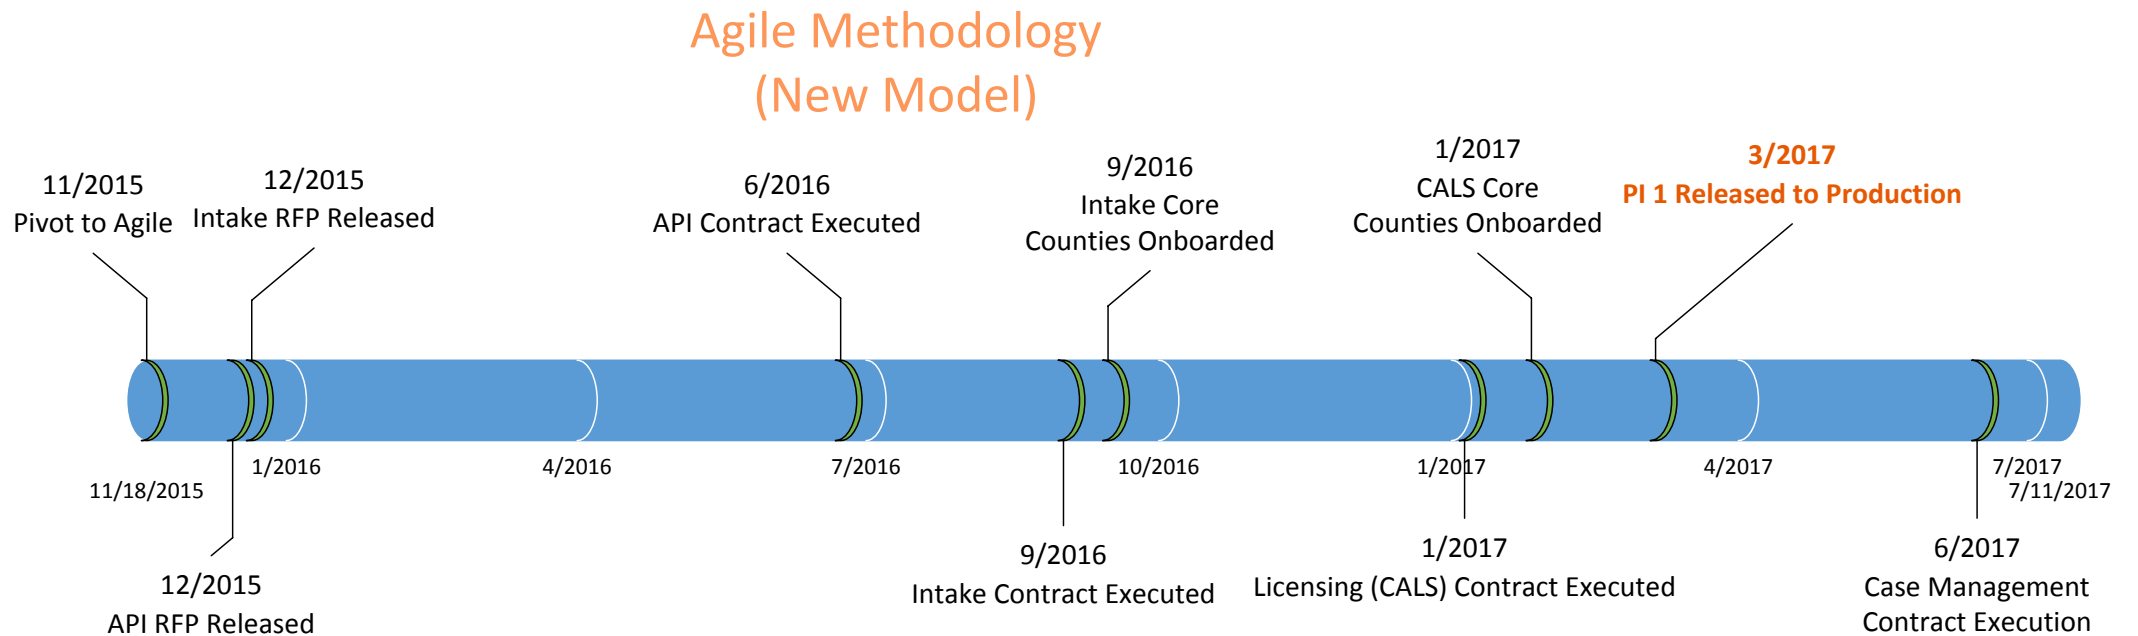 Agile Methodology
(New Model)
11/2015
Pivot to Agile
12/2015
Intake RFP Released
6/2016
API Contract Executed
9/2016
Intake Core
Counties Onboarded
1/2017
CALS Core
Counties Onboarded
3/2017
PI 1 Released to Production
11/18/2015
1/2016
4/2016
7/2016
10/2016
1/2017
4/2017
7/2017
7/11/2017
12/2015
API RFP Released
9/2016
Intake Contract Executed
1/2017
Licensing (CALS) Contract Executed
6/2017
Case Management
Contract Execution